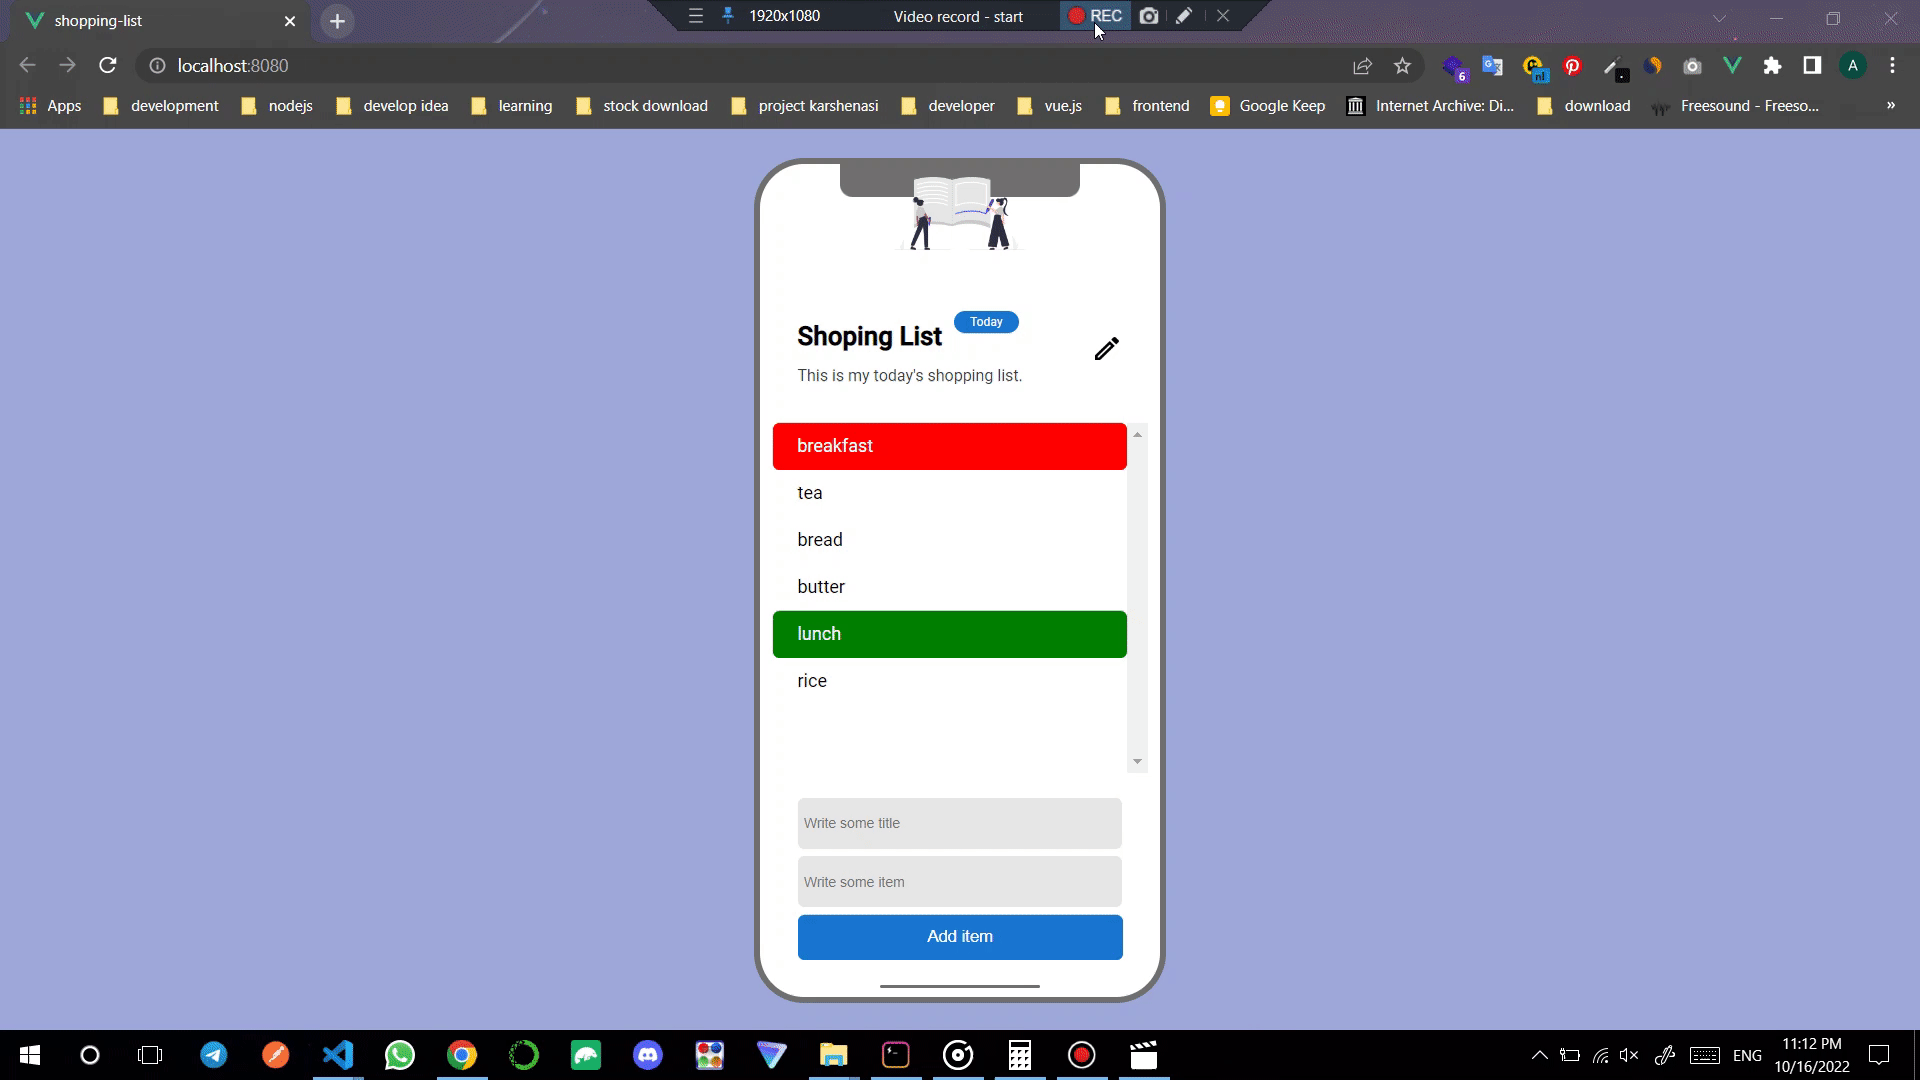 shopping-list
1920x1080
Video record - start
REC
localhost:8080
6
nl
A
Apps
development
nodejs
develop idea
learning
stock download
project karshenasi
developer
vue.js
frontend
Google Keep
Internet Archive: Di...
download
Freesound - Freeso...
»
Today
Shoping List
This is my today's shopping list.
breakfast
tea
bread
butter
lunch
rice
Write some title
Write some item
Add item
ENG
11:12 PM
10/16/2022